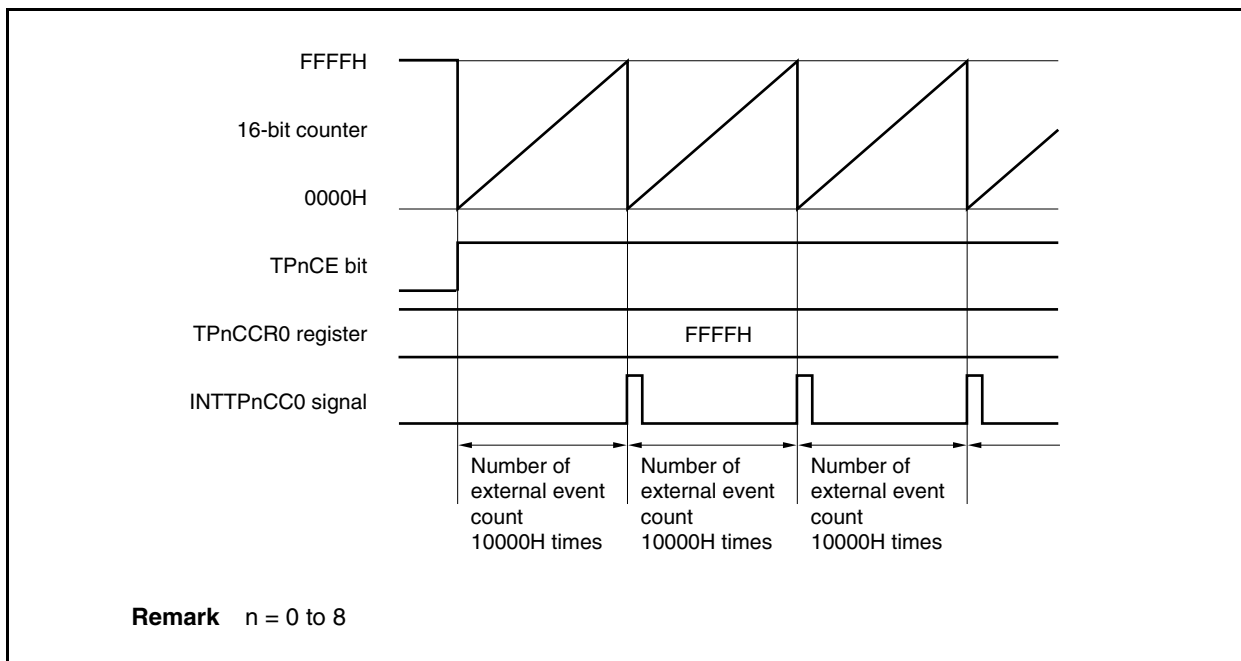 FFFFH
16-bit counter
0000H
TPnCE bit
TPnCCR0 register
FFFFH
INTTPnCC0 signal
Number of
external event
count
10000H times
Number of
external event
count
10000H times
Number of
external event
count
10000H times
Remark n = 0 to 8